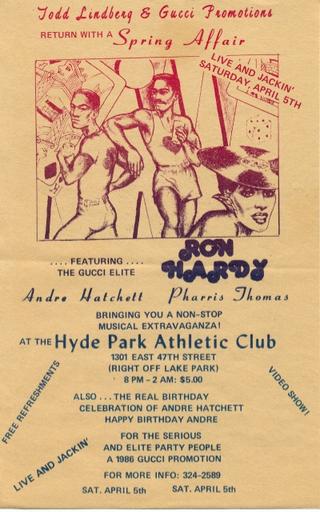 Todd Lindberg & Gucci Promotions
RETURN WITH A Spring Affair
LIVE AND JACKIN'
SATURDAY, APRIL 5TH
RON
HARDY
.... FEATURING ....
THE GUCCI ELITE
Andre Hatchett Pharris Thomas
BRINGING YOU A NON-STOP
MUSICAL EXTRAVAGANZA!
AT THE Hyde Park Athletic Club
1301 EAST 47TH STREET
(RIGHT OFF LAKE PARK)
8 PM - 2 AM: $5.00
FREE REFRESHMENTS
VIDEO SHOW!
ALSO ... THE REAL BIRTHDAY
CELEBRATION OF ANDRE HATCHETT
HAPPY BIRTHDAY ANDRE
LIVE AND JACKIN'
FOR THE SERIOUS
AND ELITE PARTY PEOPLE
A 1986 GUCCI PROMOTION
FOR MORE INFO: 324-2589
SAT. APRIL 5th SAT. APRIL 5th